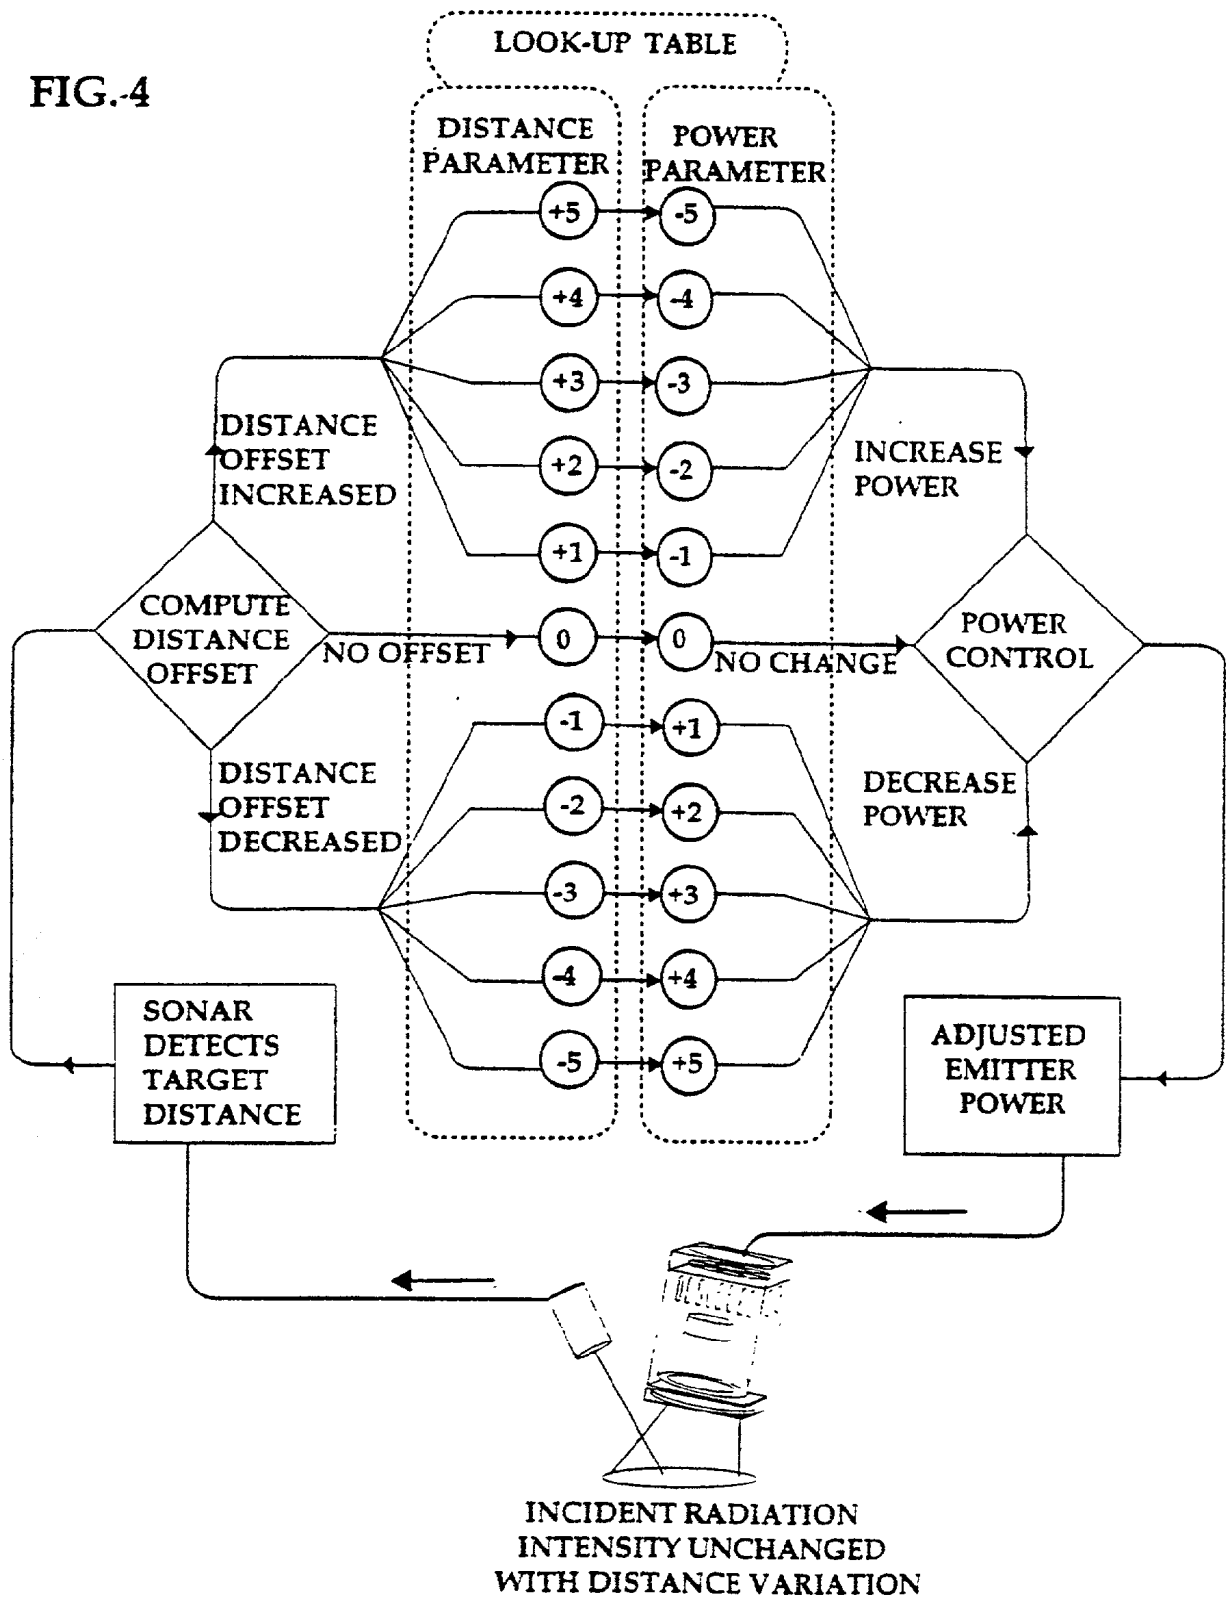 LOOK-UP TABLE
FIG.-4
DISTANCE
PARAMETER
POWER
PARAMETER
+5
-5
+4
-4
+3
-3
+2
-2
+1
-1
0
0
-1
+1
-2
+2
-3
+3
-4
+4
-5
+5
DISTANCE
OFFSET
INCREASED
INCREASE
POWER
COMPUTE
DISTANCE
OFFSET
NO OFFSET
NO CHANGE
POWER
CONTROL
DISTANCE
OFFSET
DECREASED
DECREASE
POWER
SONAR
DETECTS
TARGET
DISTANCE
ADJUSTED
EMITTER
POWER
INCIDENT RADIATION
INTENSITY UNCHANGED
WITH DISTANCE VARIATION